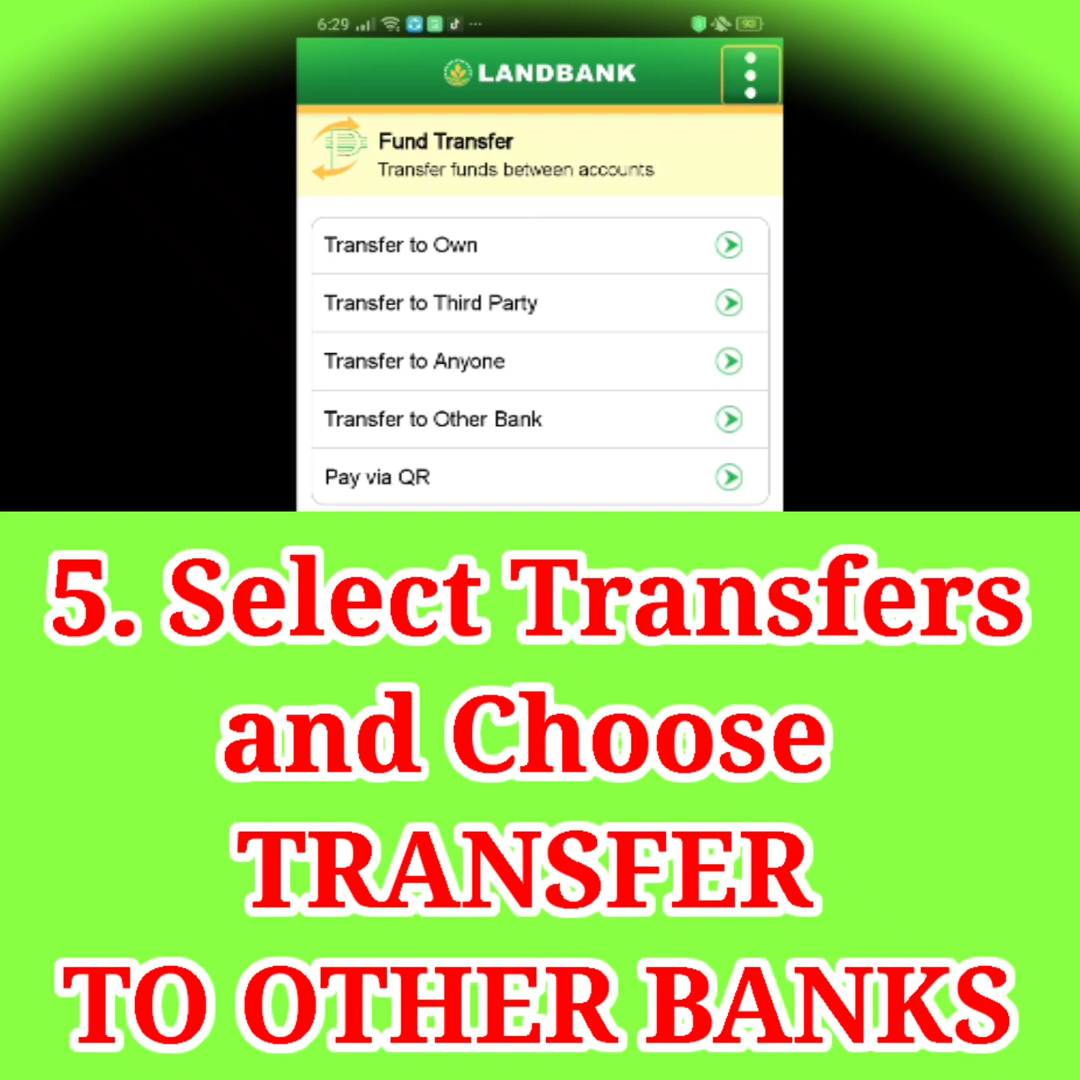 6:29
90
LANDBANK
Fund Transfer
Transfer funds between accounts
Transfer to Own
Transfer to Third Party
Transfer to Anyone
Transfer to Other Bank
Pay via QR
5. Select Transfers
and Choose
TRANSFER
TO OTHER BANKS